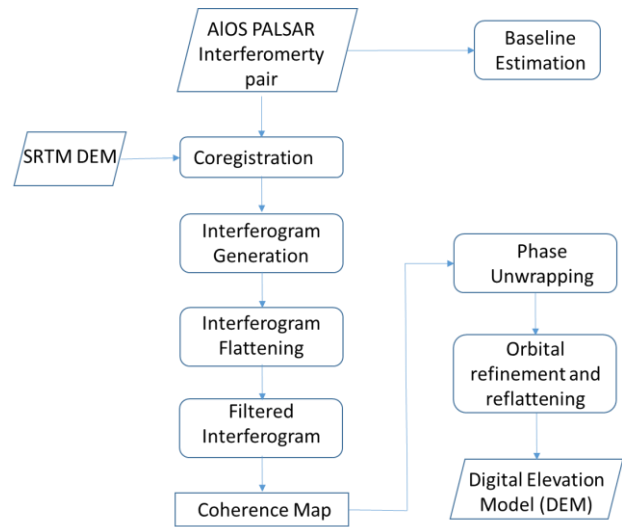 AlOS PALSAR
Interferomerty
pair
Baseline
Estimation
SRTM DEM
Coregistration
Interferogram
Generation
Interferogram
Flattening
Filtered
Interferogram
Coherence Map
Phase
Unwrapping
Orbital
refinement and
reflattening
Digital Elevation
Model (DEM)